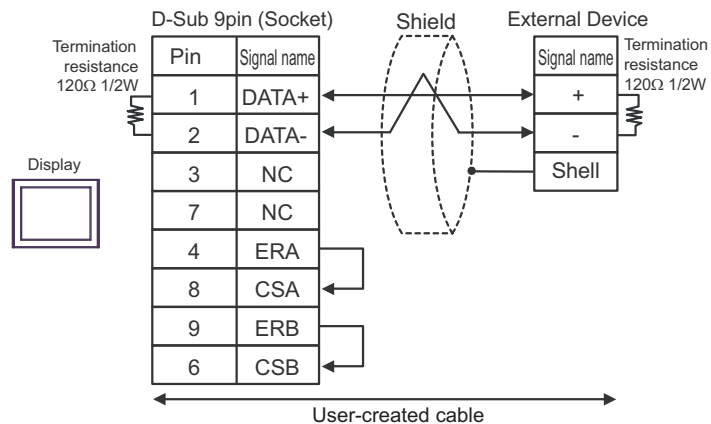 D-Sub 9pin (Socket)
Shield
External Device
Termination
resistance
120Ω 1/2W
Pin Signal name
1 DATA+
2 DATA-
3 NC
7 NC
4 ERA
8 CSA
9 ERB
6 CSB
Signal name
+
-
Shell
Termination
resistance
120Ω 1/2W
Display
User-created cable